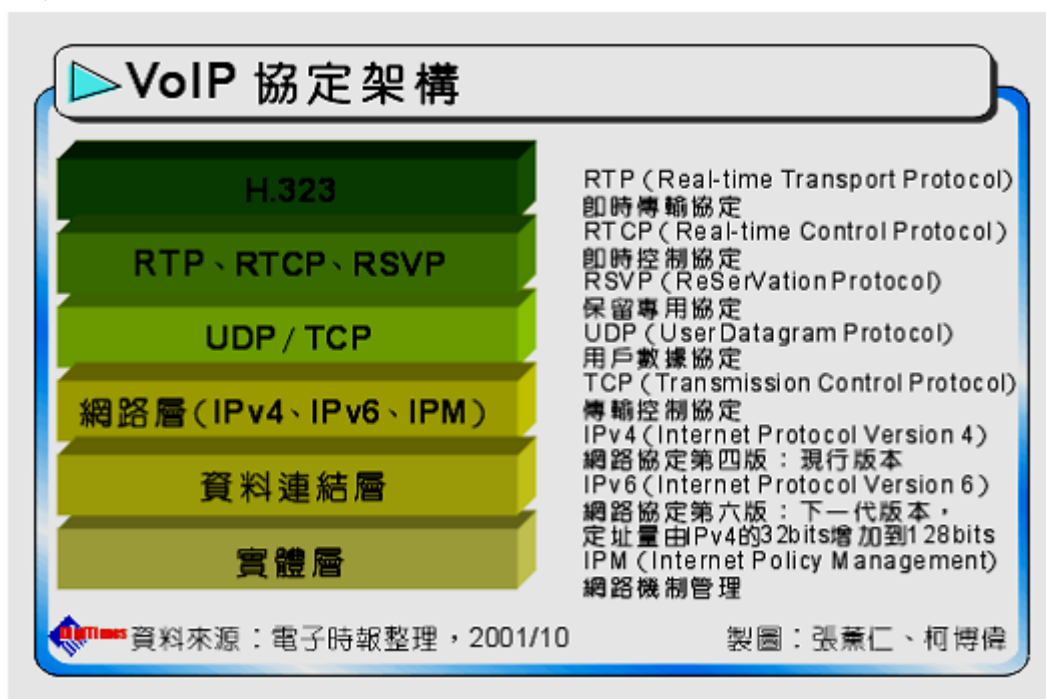 VoIP 協定架構
H.323
RTP、RTCP、RSVP
UDP / TCP
網路層(IPv4、IPv6、IPM)
資料連結層
實體層
RTP (Real-time Transport Protocol)
即時傳輸協定
RTCP (Real-time Control Protocol)
即時控制協定
RSVP (ReSerVation Protocol)
保留專用協定
UDP (User Datagram Protocol)
用戶數據協定
TCP (Transmission Control Protocol)
傳輸控制協定
IPv4 (Internet Protocol Version 4)
網路協定第四版：現行版本
IPv6 (Internet Protocol Version 6)
網路協定第六版：下一代版本，
定址量由IPv4的32bits增加到128bits
IPM (Internet Policy Management)
網路機制管理
DigiTimes
資料來源：電子時報整理，2001/10
製圖：張薰仁、柯博偉